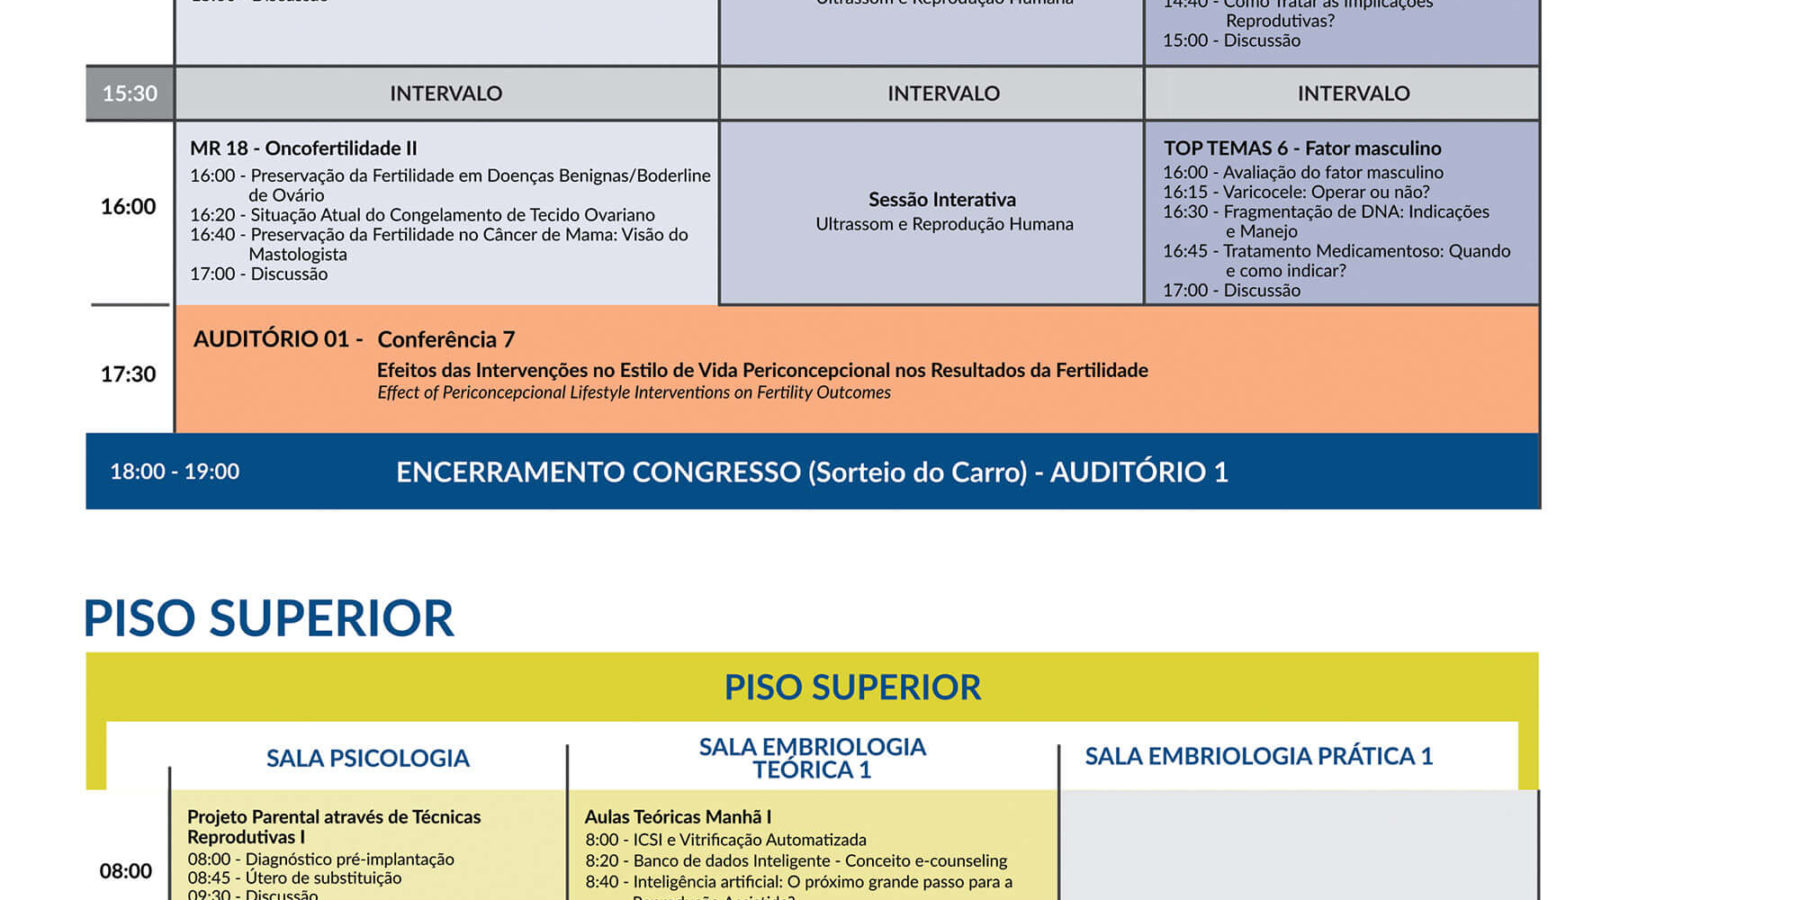 Ultrassom e Reprodução Humana
14:40 - Como Tratar as Implicações
Reprodutivas?
15:00 - Discussão
15:30
INTERVALO
INTERVALO
INTERVALO
16:00
MR 18 - Oncofertilidade II
16:00 - Preservação da Fertilidade em Doenças Benignas/Boderline
de Ovário
16:20 - Situação Atual do Congelamento de Tecido Ovariano
16:40 - Preservação da Fertilidade no Câncer de Mama: Visão do
Mastologista
17:00 - Discussão
Sessão Interativa
Ultrassom e Reprodução Humana
TOP TEMAS 6 - Fator masculino
16:00 - Avaliação do fator masculino
16:15 - Varicocele: Operar ou não?
16:30 - Fragmentação de DNA: Indicações
e Manejo
16:45 - Tratamento Medicamentoso: Quando
e como indicar?
17:00 - Discussão
17:30
AUDITÓRIO 01 - Conferência 7
Efeitos das Intervenções no Estilo de Vida Periconcepcional nos Resultados da Fertilidade
Effect of Periconcepcional Lifestyle Interventions on Fertility Outcomes
18:00 - 19:00
ENCERRAMENTO CONGRESSO (Sorteio do Carro) - AUDITÓRIO 1
PISO SUPERIOR
PISO SUPERIOR
SALA PSICOLOGIA
SALA EMBRIOLOGIA
TEÓRICA 1
SALA EMBRIOLOGIA PRÁTICA 1
08:00
Projeto Parental através de Técnicas
Reprodutivas I
08:00 - Diagnóstico pré-implantação
08:45 - Útero de substituição
09:30 - Discussão
Aulas Teóricas Manhã I
8:00 - ICSI e Vitrificação Automatizada
8:20 - Banco de dados Inteligente - Conceito e-counseling
8:40 - Inteligência artificial: O próximo grande passo para a
Reprodução Assistida?